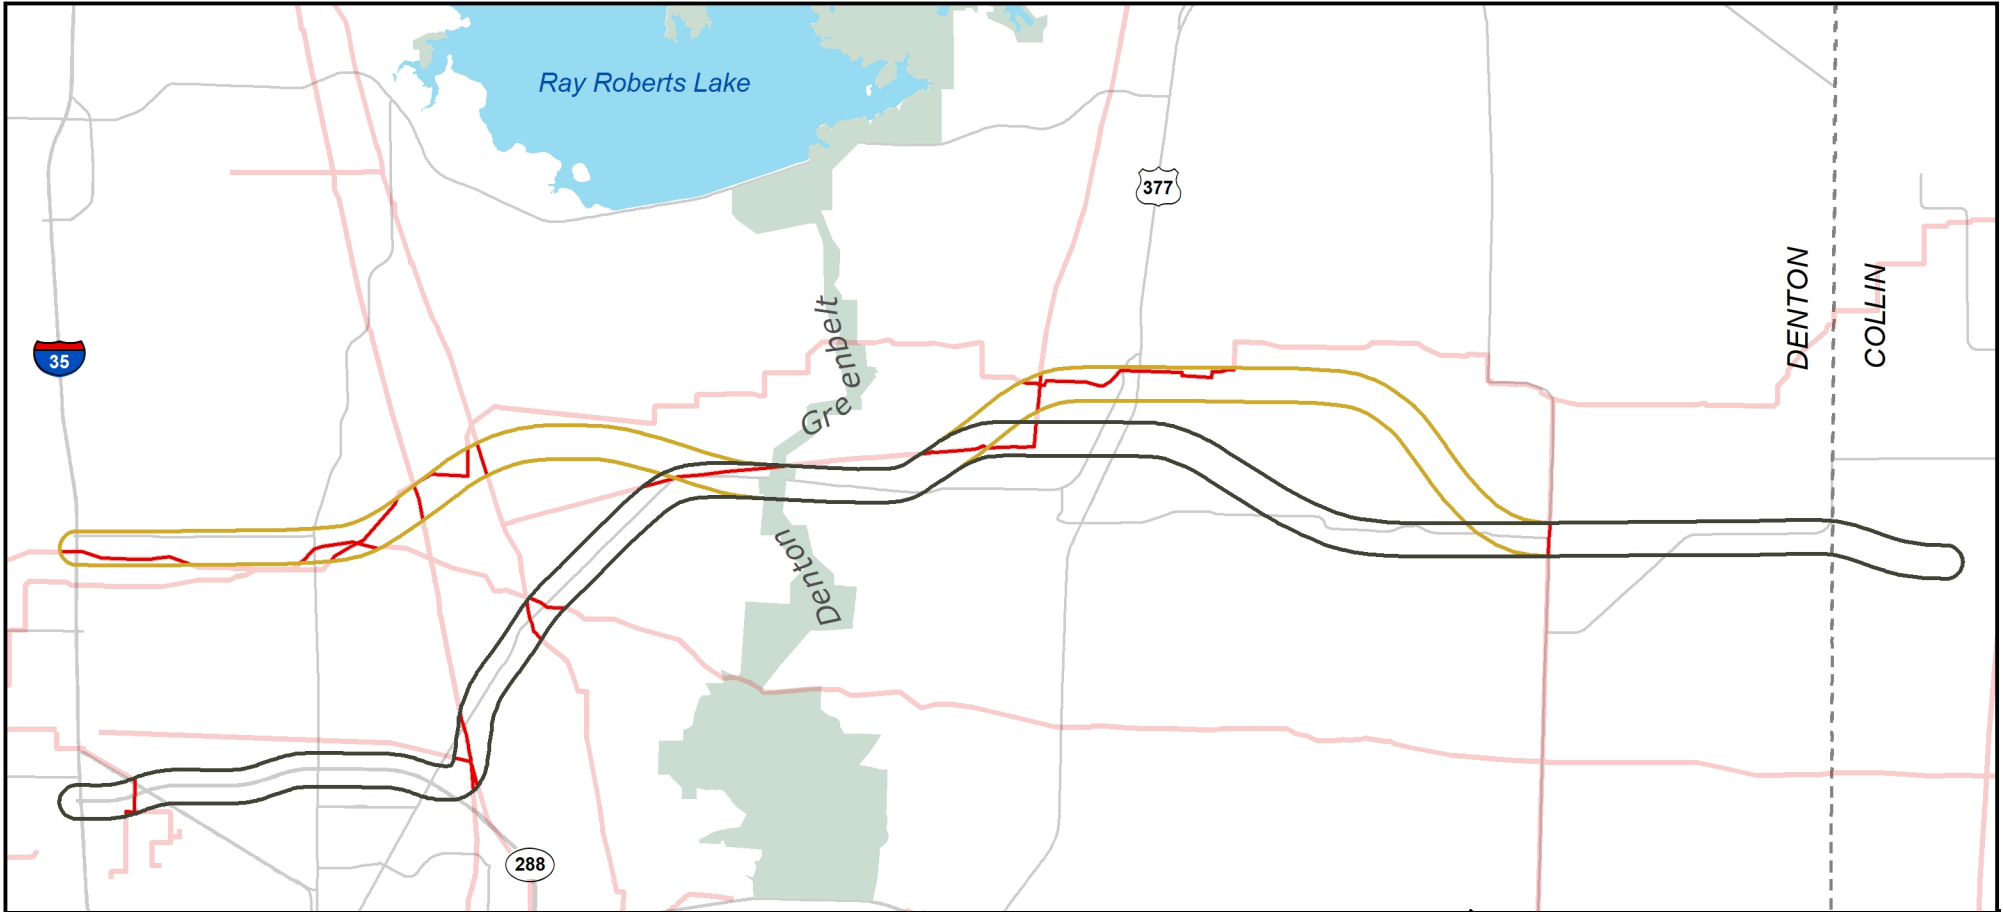 Ray Roberts Lake
377
35
Denton Greenbelt
DENTON
COLLIN
288